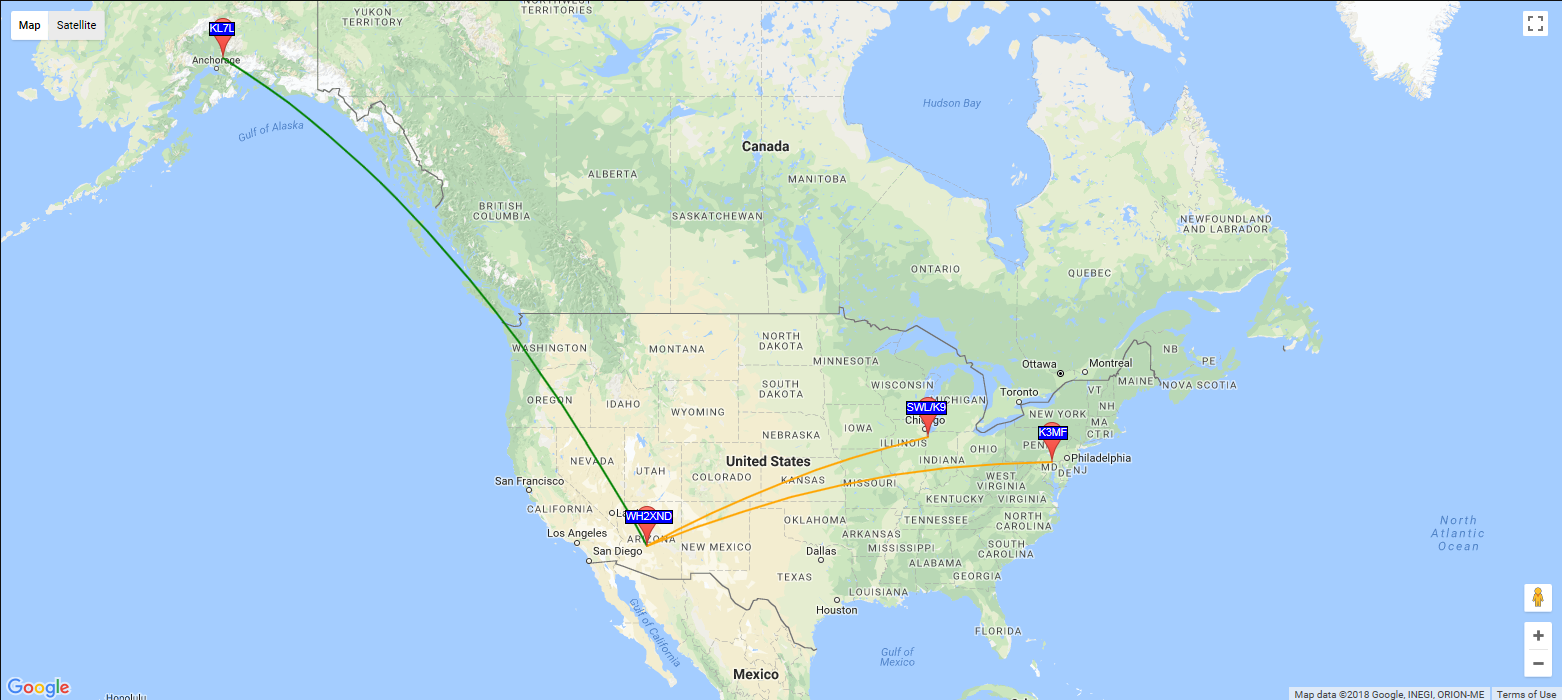 Map
Satellite
KL7L
Anchorage
YUKON
TERRITORY
NORTHWEST
TERRITORIES
Gulf of Alaska
Hudson Bay
Canada
ALBERTA
MANITOBA
BRITISH
COLUMBIA
SASKATCHEWAN
NEWFOUNDLAND
AND LABRADOR
ONTARIO
QUEBEC
WASHINGTON
MONTANA
NORTH
DAKOTA
MINNESOTA
Ottawa
Montreal
NB
PE
MAINE
NOVA SCOTIA
OREGON
IDAHO
WYOMING
SOUTH
DAKOTA
WISCONSIN
MICHIGAN
Toronto
VT
NH
NEW YORK
MA
CT RI
SWL/K9
Chicago
K3MF
NEBRASKA
IOWA
ILLINOIS
INDIANA
OHIO
PENN
Philadelphia
MD
DE
NJ
NEVADA
UTAH
United States
COLORADO
KANSAS
MISSOURI
WEST
VIRGINIA
KENTUCKY
VIRGINIA
San Francisco
CALIFORNIA
La
WH2XND
ARIZONA
NEW MEXICO
OKLAHOMA
ARKANSAS
TENNESSEE
NORTH
CAROLINA
Los Angeles
San Diego
Dallas
MISSISSIPPI
SOUTH
CAROLINA
ALABAMA
GEORGIA
TEXAS
LOUISIANA
Houston
FLORIDA
Gulf of California
Gulf of
Mexico
Mexico
North
Atlantic
Ocean
Honolulu
Google
Map data ©2018 Google, INEGI, ORION-ME
Terms of Use